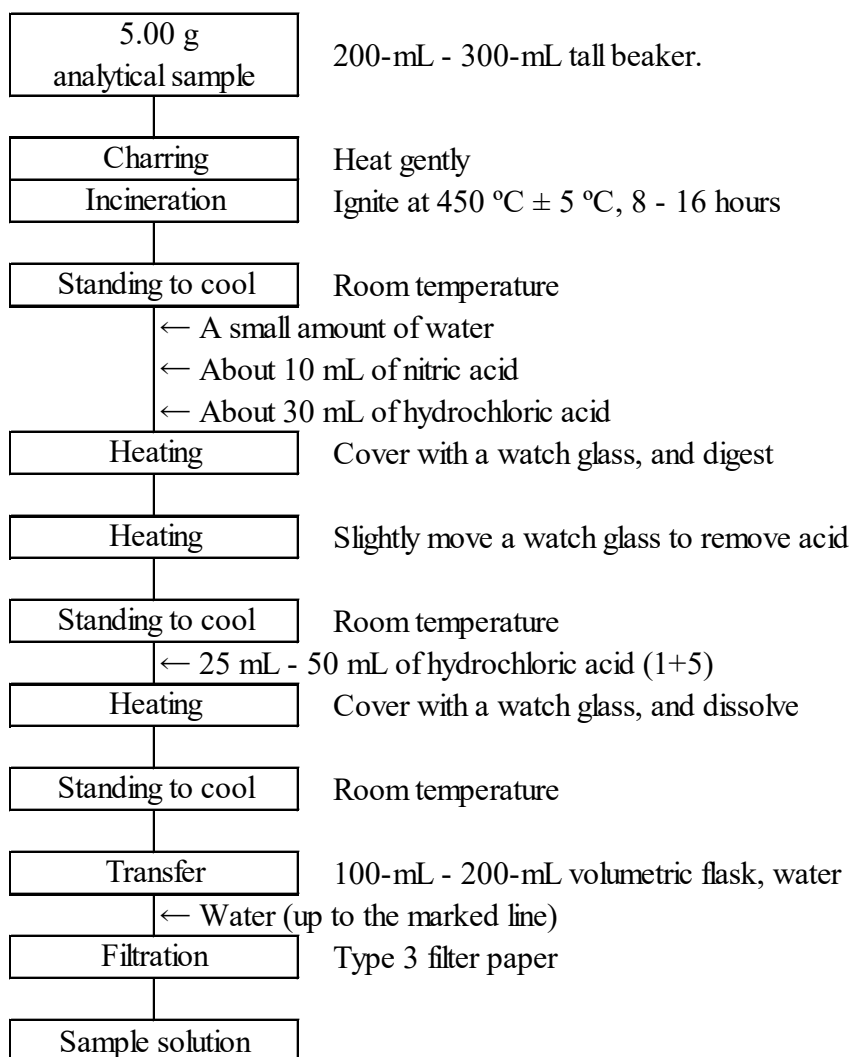 5.00 g
analytical sample
200-mL - 300-mL tall beaker.
Charring
Heat gently
Incineration
Ignite at 450 ºC ± 5 ºC, 8 - 16 hours
Standing to cool
Room temperature
← A small amount of water
← About 10 mL of nitric acid
← About 30 mL of hydrochloric acid
Heating
Cover with a watch glass, and digest
Heating
Slightly move a watch glass to remove acid
Standing to cool
Room temperature
← 25 mL - 50 mL of hydrochloric acid (1+5)
Heating
Cover with a watch glass, and dissolve
Standing to cool
Room temperature
Transfer
100-mL - 200-mL volumetric flask, water
← Water (up to the marked line)
Filtration
Type 3 filter paper
Sample solution